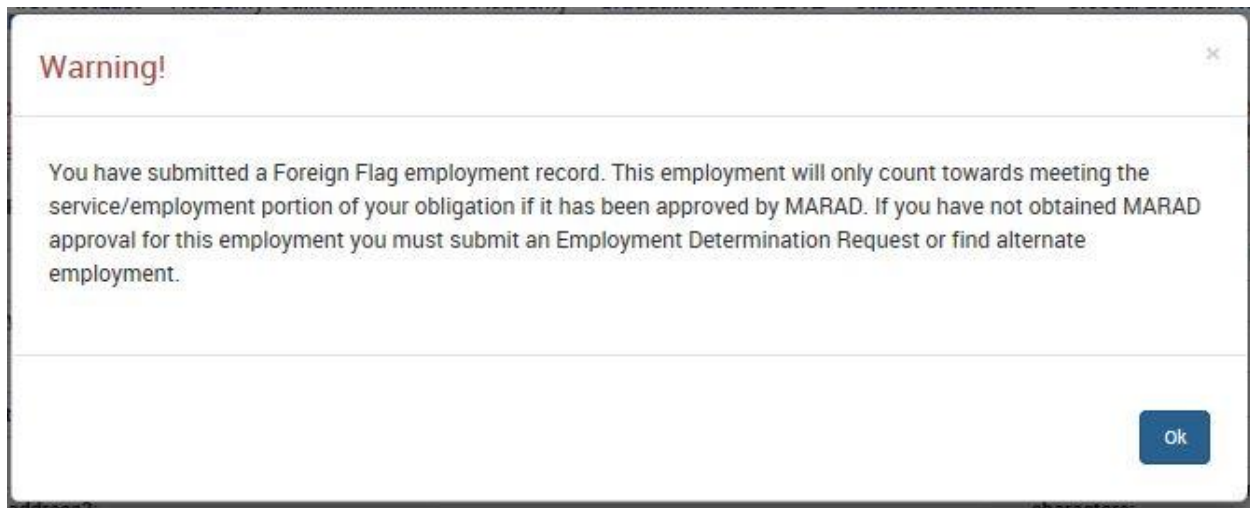 Warning!
×
You have submitted a Foreign Flag employment record. This employment will only count towards meeting the
service/employment portion of your obligation if it has been approved by MARAD. If you have not obtained MARAD
approval for this employment you must submit an Employment Determination Request or find alternate
employment.
Ok